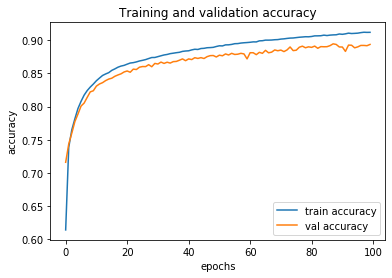 Training and validation accuracy
0.90
0.85
0.80
0.75
0.70
0.65
0.60
accuracy
train accuracy
val accuracy
0
20
40
60
80
100
epochs